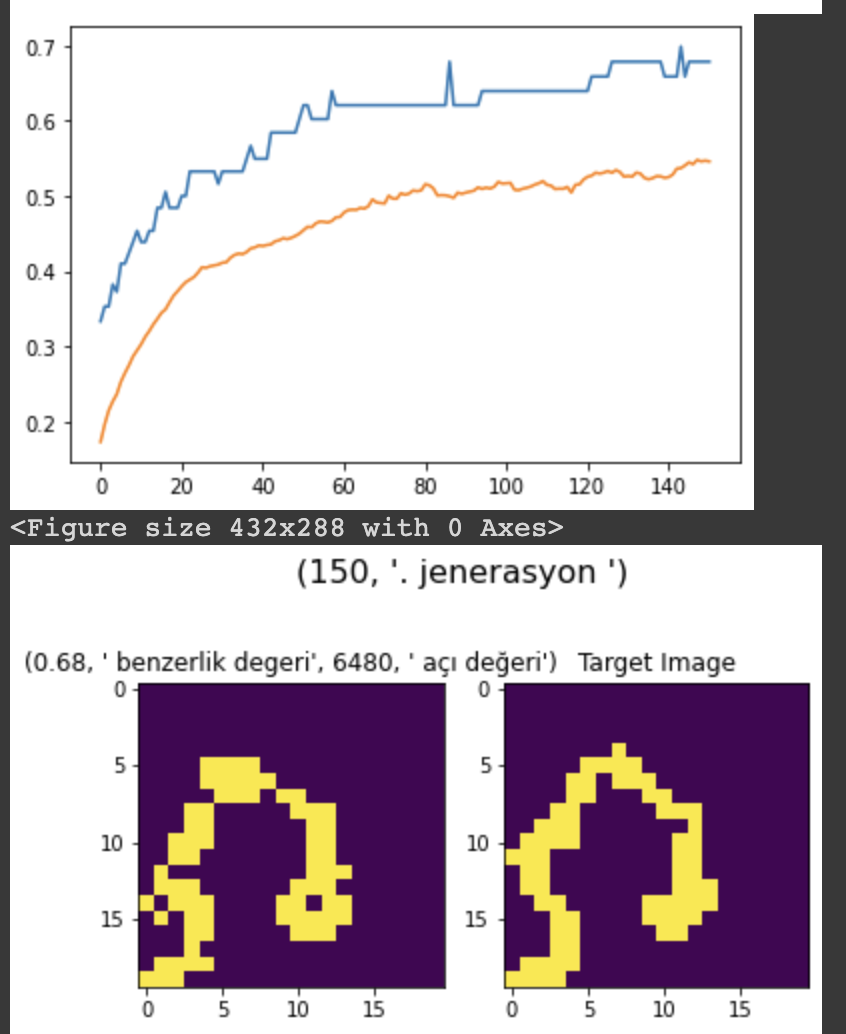 0.7
0.6
0.5
0.4
0.3
0.2
0 20 40 60 80 100 120 140
<Figure size 432x288 with 0 Axes>
(150, '. jenerasyon ')
(0.68, ' benzerlik degeri', 6480, ' açı değeri') Target Image
0 0
5 5
10 10
15 15
0 5 10 15 0 5 10 15